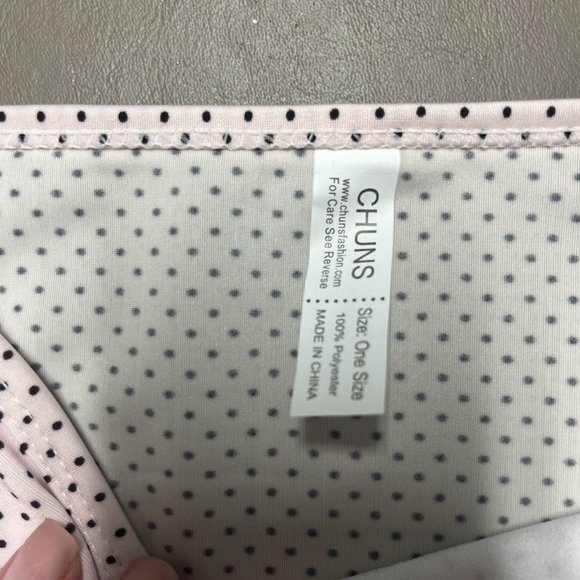 CHUNS
www.chunsfashion.com
For Care See Reverse
Size: One Size
100% Polyester
MADE IN CHINA